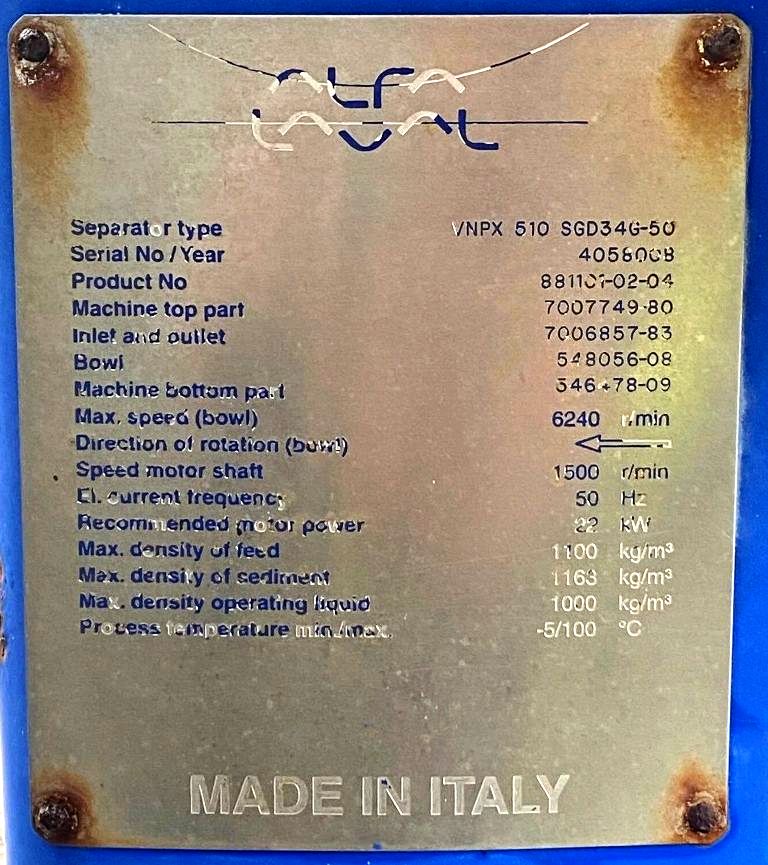 ALFA
LAVAL
Separator type VNPX 510 SGD34G-50
Serial No / Year
Product No
Machine top part 7007749-80
Inlet and outlet 7006857-83
Bowl 548056-08
Machine bottom part
Max. speed (bowl) 6240 r/min
Direction of rotation (bowl)
Speed motor shaft 1500 r/min
El. current frequency 50 Hz
Recommended motor power 22 kW
Max. density of feed 1100 kg/m³
Max. density of sediment kg/m³
Max. density operating liquid 1000 kg/m³
Process temperature min./max. -5/100 °C
MADE IN ITALY